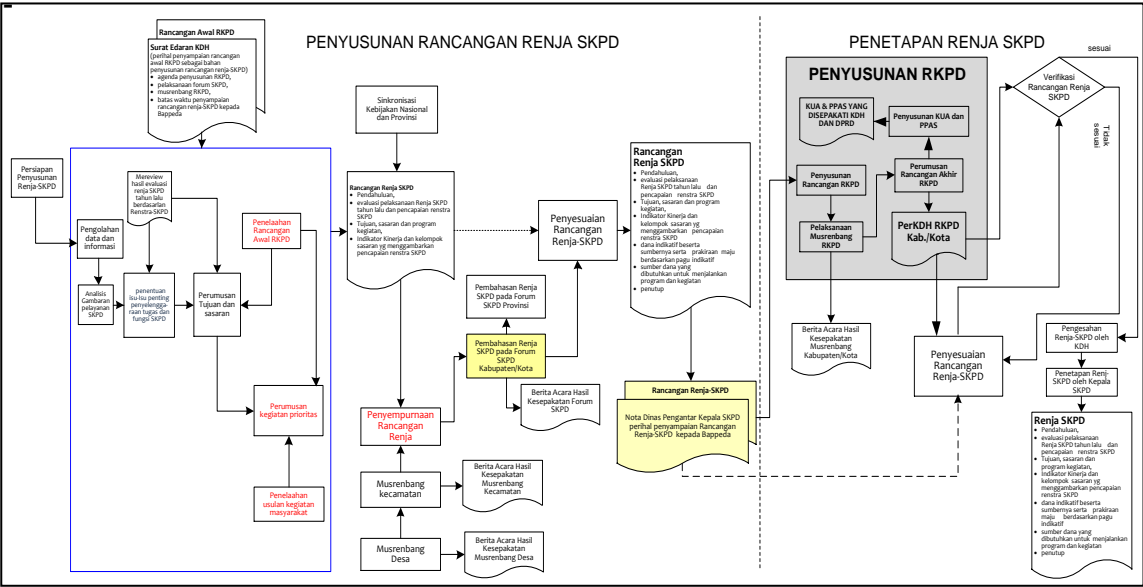 Rancangan Awal RKPD
Surat Edaran KDH
(perihal penyampaian rancangan
awal RKPD sebagai bahan
penyusunan rancangan renja-SKPD)
• agenda penyusunan RKPD,
• pelaksanaan forum SKPD,
• musrenbang RKPD,
• batas waktu penyampaian
rancangan renja-SKPD kepada
Bappeda
PENYUSUNAN RANCANGAN RENJA SKPD
Persiapan
Penyusunan
Renja-SKPD
Pengolahan
data dan
informasi
Analisis
Gambaran
pelayanan
SKPD
Mereview
hasil evaluasi
renja SKPD
tahun lalu
berdasarlan
Renstra-SKPD
penentuan
isu-isu penting
penyelengga-
raan tugas dan
fungsi SKPD
Perumusan
Tujuan dan
sasaran
Penelaahan
Rancangan
Awal RKPD
Perumusan
kegiatan prioritas
Penelaahan
usulan kegiatan
masyarakat
Sinkronisasi
Kebijakan Nasional
dan Provinsi
Rancangan Renja SKPD
• Pendahuluan,
• evaluasi pelaksanaan Renja SKPD
tahun lalu dan pencapaian renstra
SKPD
• Tujuan, sasaran dan program
kegiatan,
• Indikator Kinerja dan kelompok
sasaran yg menggambarkan
pencapaian renstra SKPD
Penyempurnaan
Rancangan
Renja
Musrenbang
kecamatan
Berita Acara Hasil
Kesepakatan
Musrenbang
Kecamatan
Musrenbang
Desa
Berita Acara Hasil
Kesepakatan
Musrenbang Desa
Pembahasan Renja
SKPD pada Forum
SKPD Provinsi
Pembahasan Renja
SKPD pada Forum
SKPD
Kabupaten/Kota
Berita Acara Hasil
Kesepakatan Forum
SKPD
Penyesuaian
Rancangan
Renja-SKPD
Rancangan
Renja SKPD
• Pendahuluan,
• evaluasi pelaksanaan
Renja SKPD tahun lalu dan
pencapaian renstra SKPD
• Tujuan, sasaran dan program
kegiatan,
• Indikator Kinerja dan
kelompok sasaran yg
menggambarkan pencapaian
renstra SKPD
• dana indikatif beserta
sumbernya serta prakiraan maju
berdasarkan pagu indikatif
• sumber dana yang
dibutuhkan untuk menjalankan
program dan kegiatan
• penutup
Rancangan Renja-SKPD
Nota Dinas Pengantar Kepala SKPD
perihal penyampaian Rancangan
Renja-SKPD kepada Bappeda
PENETAPAN RENJA SKPD
PENYUSUNAN RKPD
KUA & PPAS YANG
DISEPAKATI KDH
DAN DPRD
Penyusunan KUA dan
PPAS
Penyusunan
Rancangan RKPD
Perumusan
Rancangan Akhir
RKPD
Pelaksanaan
Musrenbang
RKPD
PerKDH RKPD
Kab./Kota
Berita Acara Hasil
Kesepakatan
Musrenbang
Kabupaten/Kota
Penyesuaian
Rancangan
Renja-SKPD
Verifikasi
Rancangan Renja
SKPD
sesuai
Tidak
sesuai
Pengesahan
Renja-SKPD oleh
KDH
Penetapan Renj-
SKPD oleh Kepala
SKPD
Renja SKPD
• Pendahuluan,
• evaluasi pelaksanaan
Renja SKPD tahun lalu dan
pencapaian renstra SKPD
• Tujuan, sasaran dan
program kegiatan,
• Indikator Kinerja dan
kelompok sasaran yg
menggambarkan pencapaian
renstra SKPD
• dana indikatif beserta
sumbernya serta prakiraan
maju berdasarkan pagu
indikatif
• sumber dana yang
dibutuhkan untuk menjalankan
program dan kegiatan
• penutup